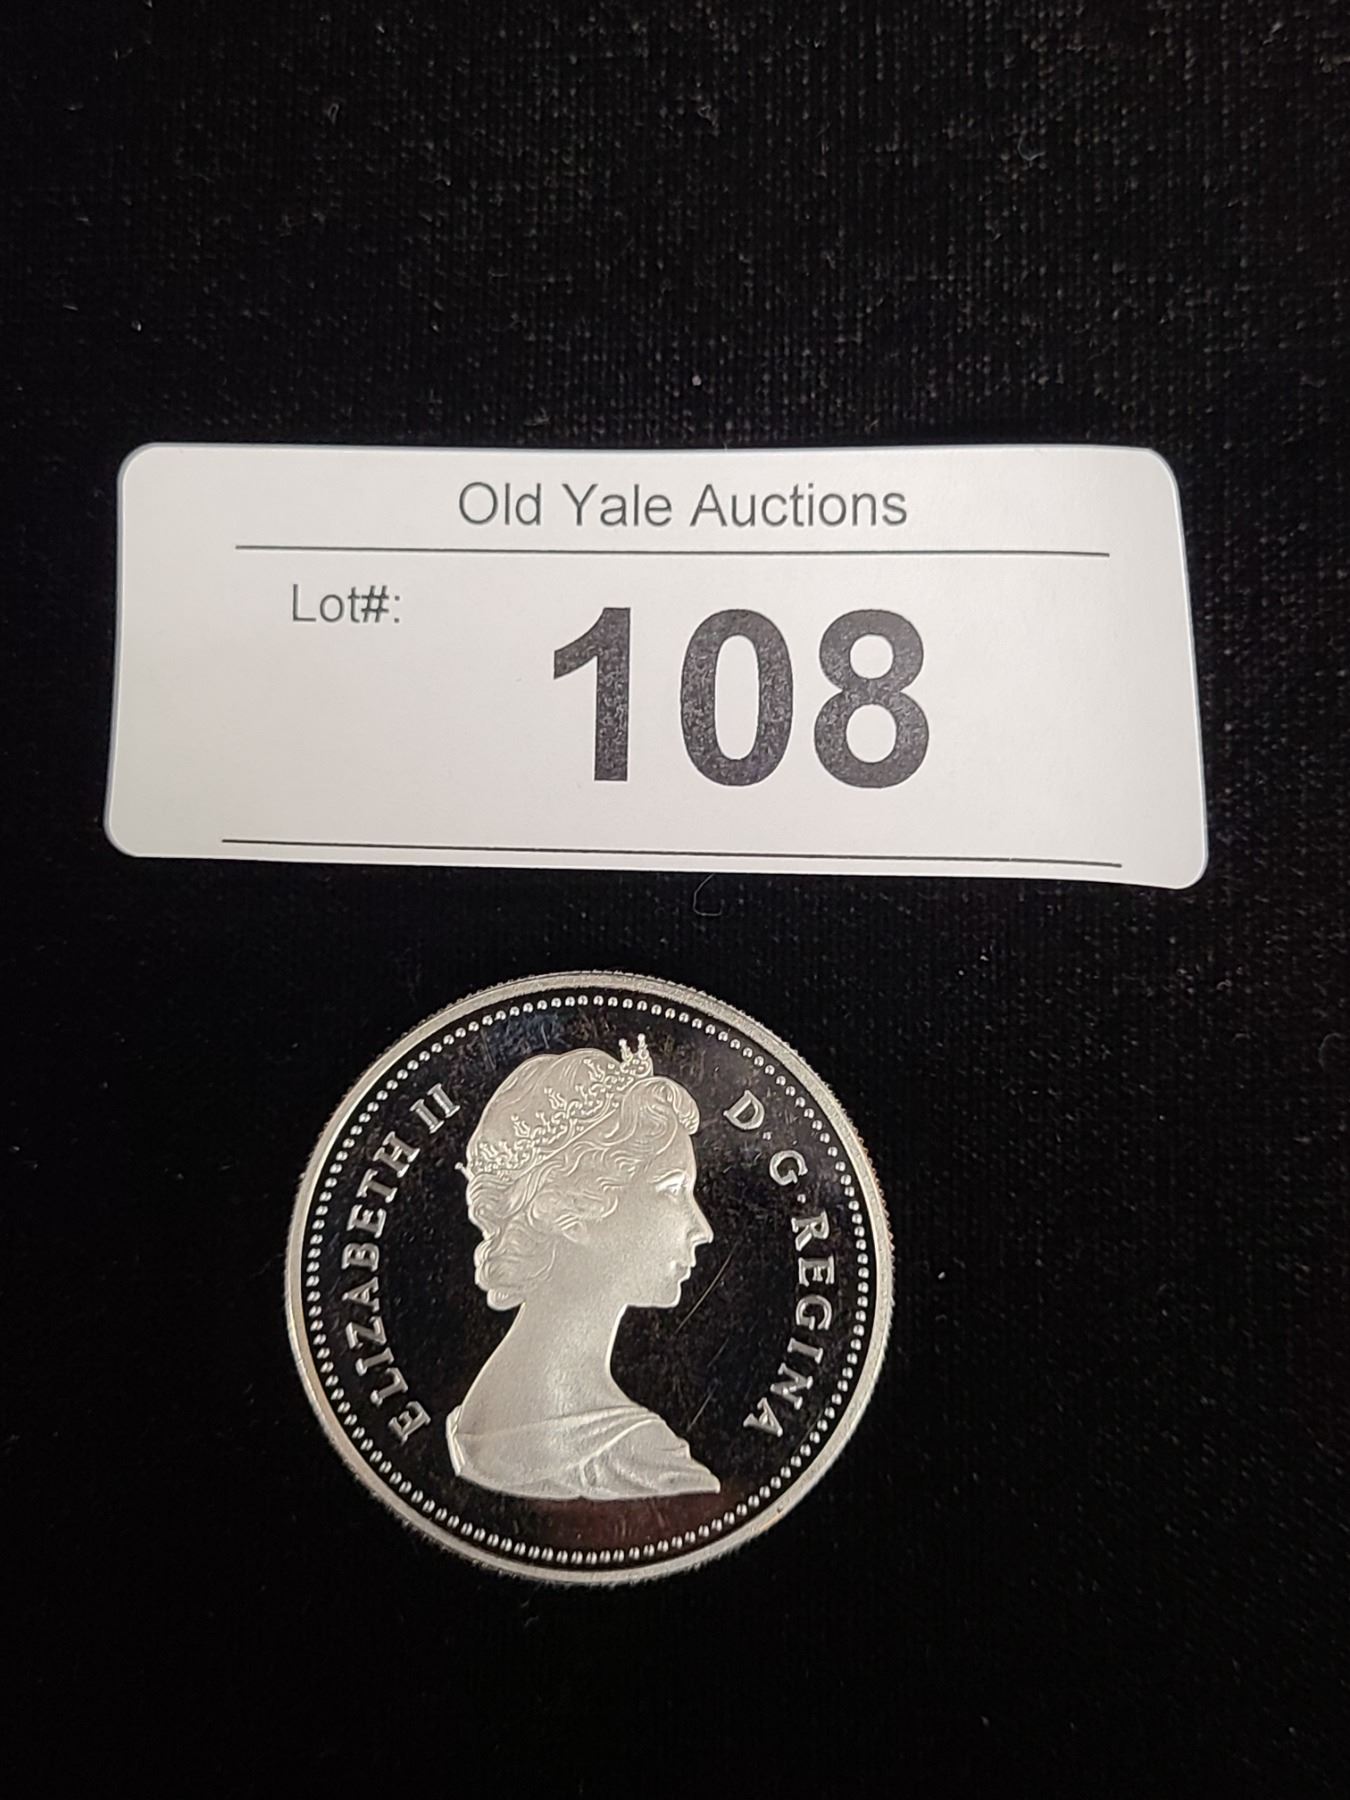 Old Yale Auctions
Lot#:
108
ELIZABETH II
D·G·REGINA